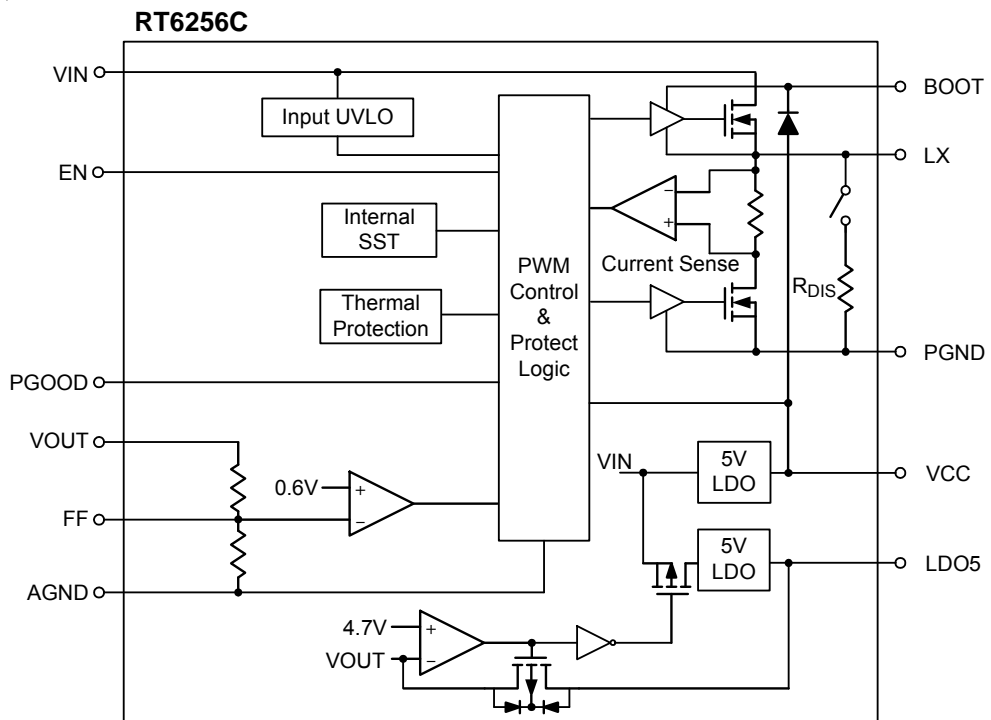 RT6256C
VIN
BOOT
Input UVLO
LX
EN
Internal
SST
Current Sense
PWM
Control
&
Protect
Logic
RDIS
Thermal
Protection
PGND
PGOOD
VOUT
VIN
5V
LDO
VCC
0.6V
FF
5V
LDO
LDO5
AGND
4.7V
VOUT
+
−
+
−
−
+